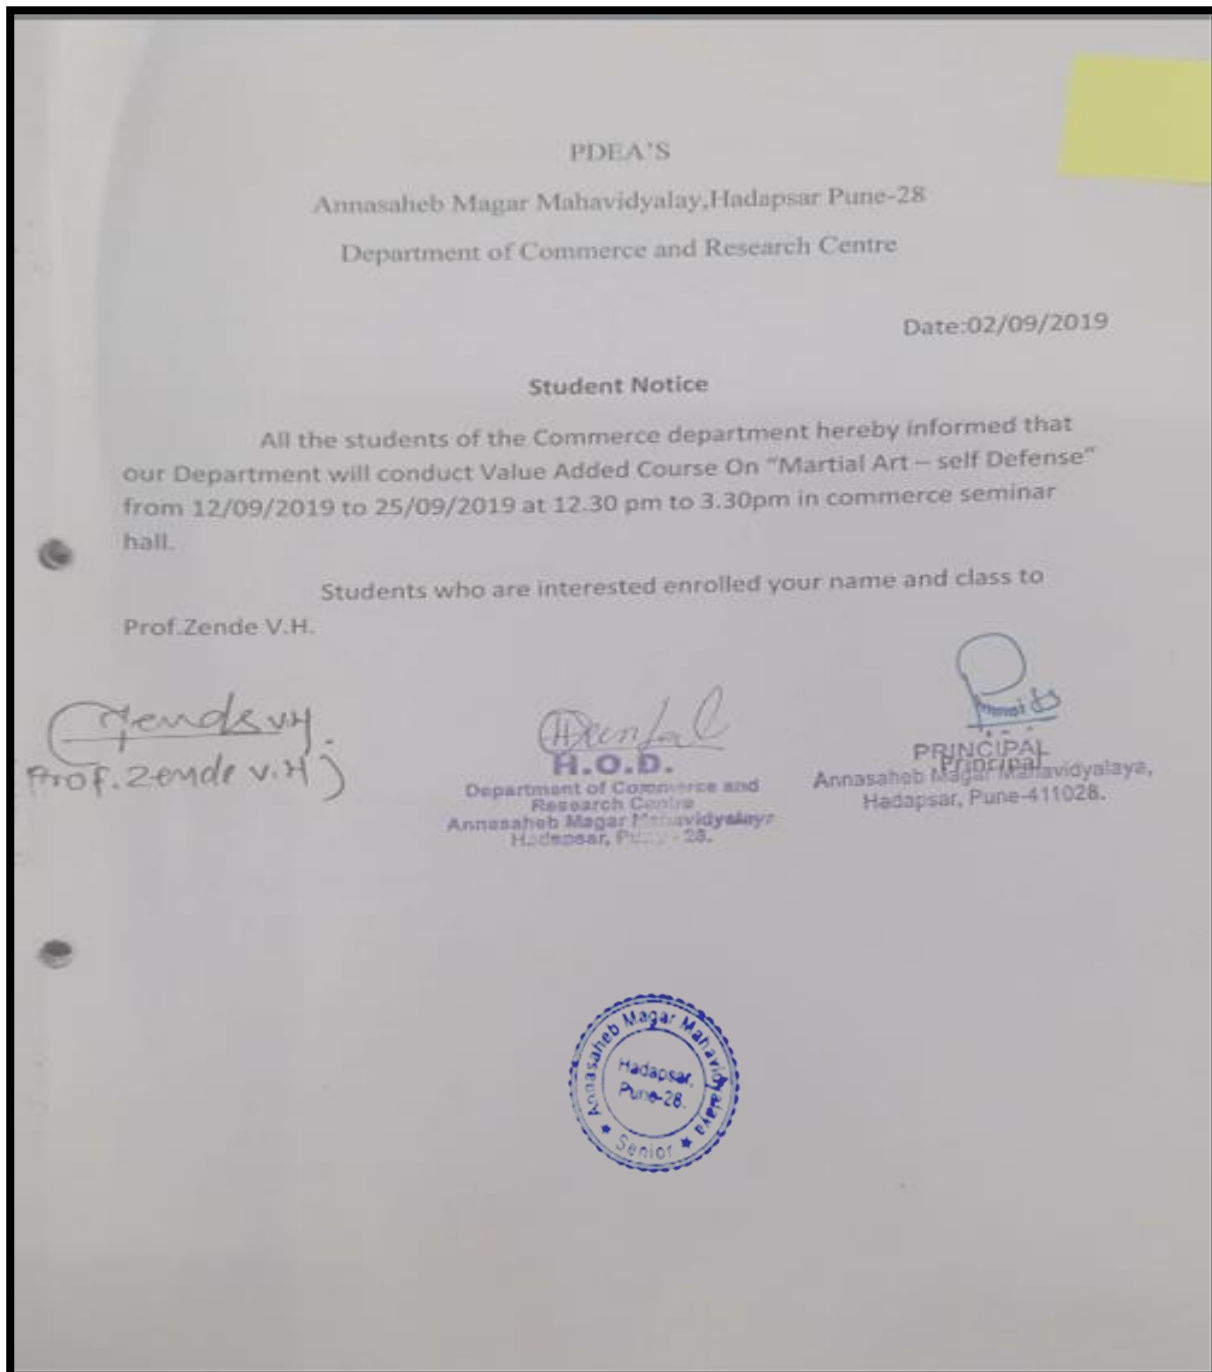 PDEA'S
Annasaheb Magar Mahavidyalay,Hadapsar Pune-28
Department of Commerce and Research Centre
Date:02/09/2019
Student Notice
All the students of the Commerce department hereby informed that
our Department will conduct Value Added Course On “Martial Art – self Defense”
from 12/09/2019 to 25/09/2019 at 12.30 pm to 3.30pm in commerce seminar
hall.
Students who are interested enrolled your name and class to
Prof.Zende V.H.
Zende VH.
Prof. Zende V.H)
H.O.D.
Department of Commerce and
Research Centre
Annasaheb Magar Mahavidyalaya
Hadapsar, - 28.
PRINCIPAL
Principal
Annasaheb Magar Mahavidyalaya,
Hadapsar, Pune-411028.
Annasaheb Magar Mahavidyalaya
Hadapsar,
Pune-28.
★ Senior ★